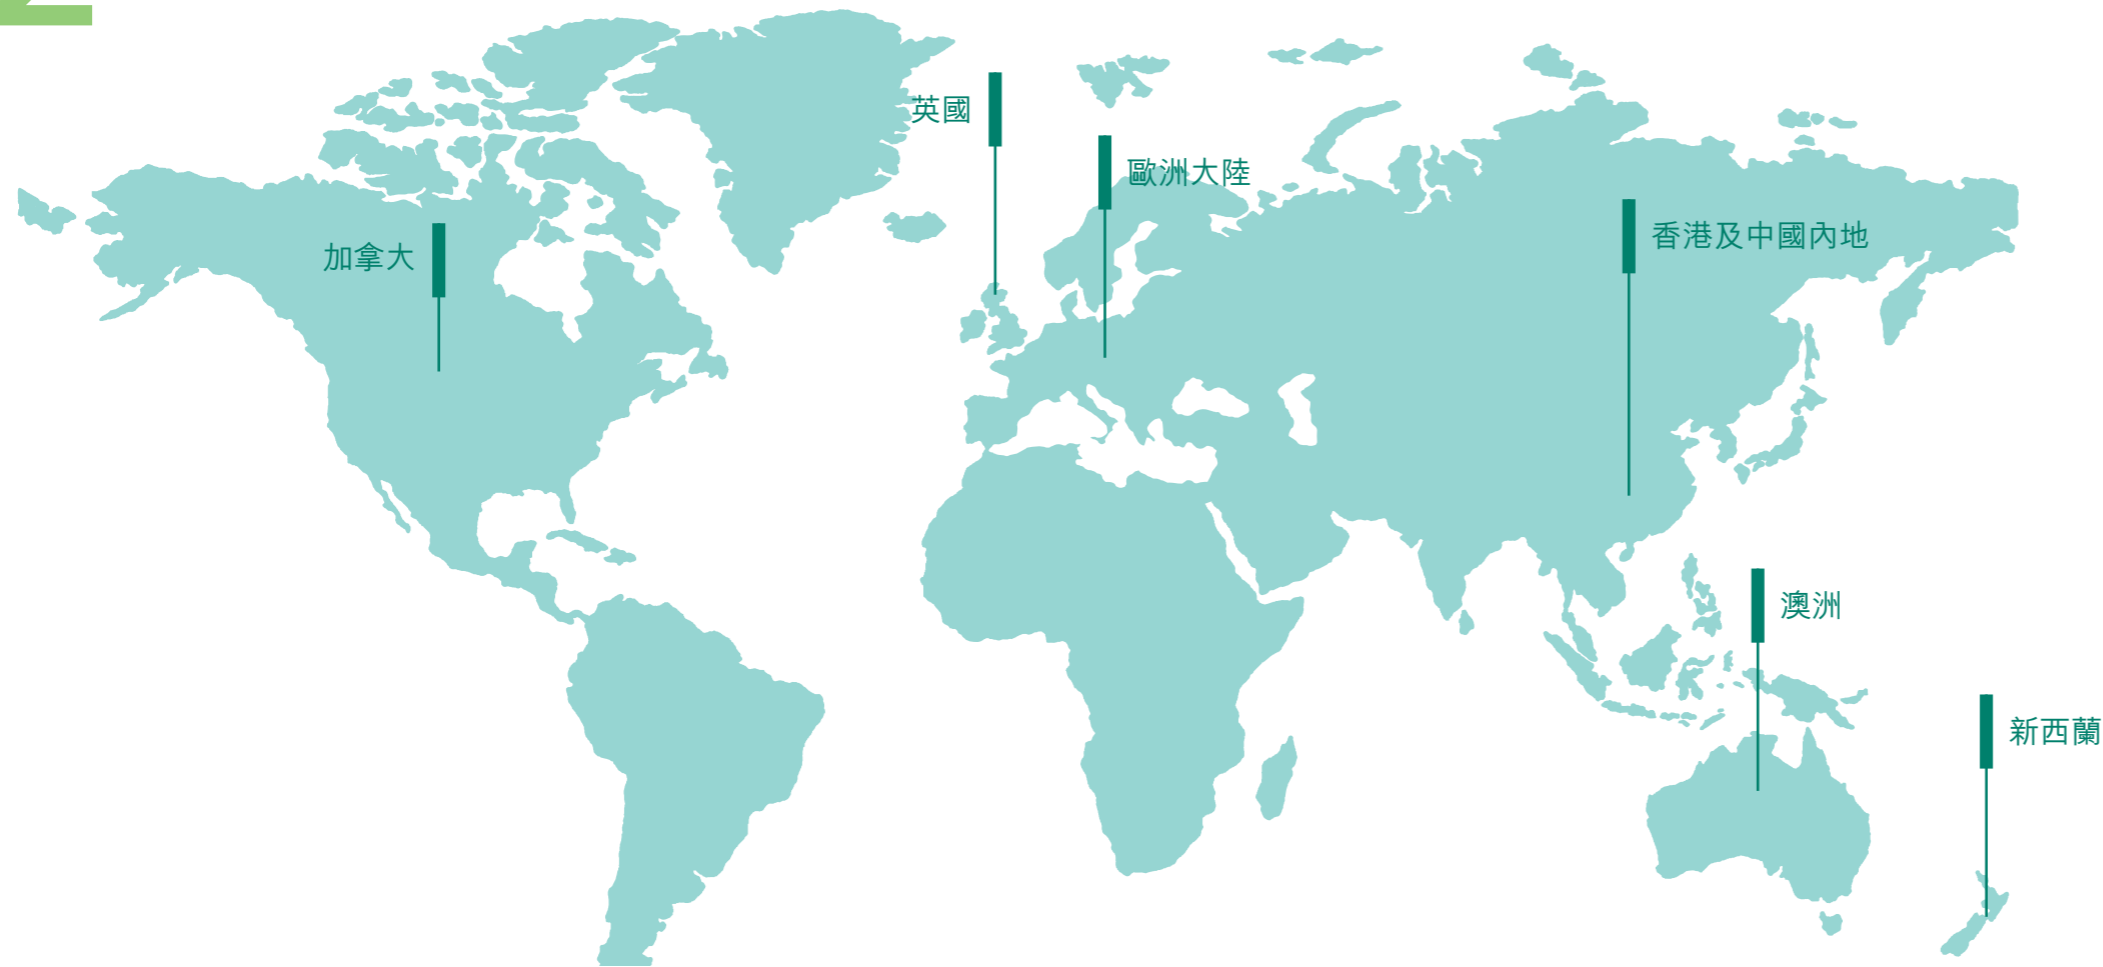 英國
歐洲大陸
香港及中國內地
加拿大
澳洲
新西蘭